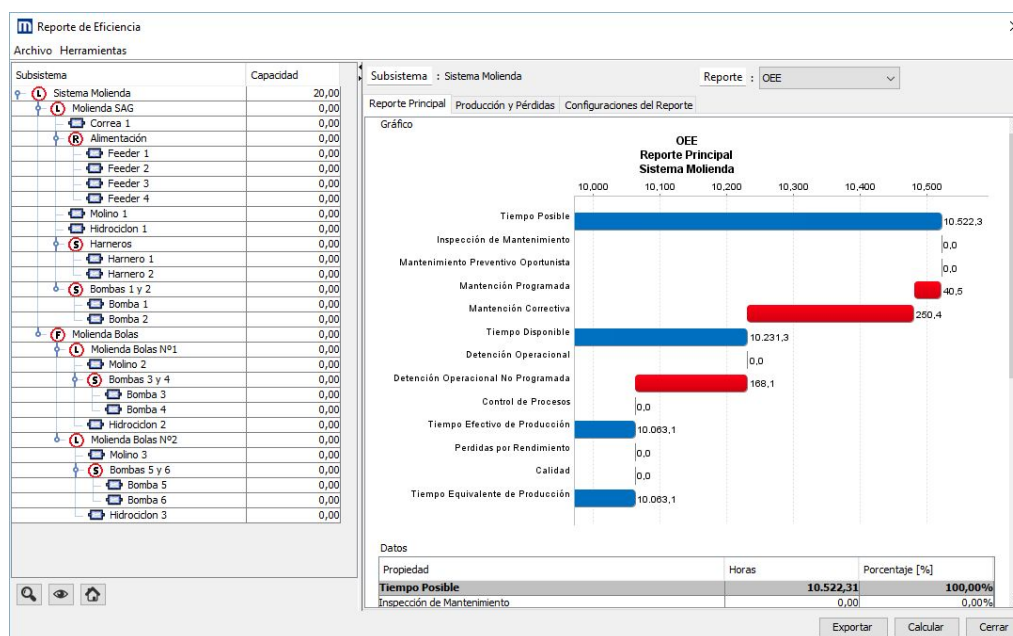 Reporte de Eficiencia
Archivo Herramientas
Subsistema Capacidad
Sistema Molienda 20,00
Molienda SAG 0,00
Correa 1 0,00
Alimentación 0,00
Feeder 1 0,00
Feeder 2 0,00
Feeder 3 0,00
Feeder 4 0,00
Molino 1 0,00
Hidrociclon 1 0,00
Harneros 0,00
Harnero 1 0,00
Harnero 2 0,00
Bombas 1 y 2 0,00
Bomba 1 0,00
Bomba 2 0,00
Molienda Bolas 0,00
Molienda Bolas Nº1 0,00
Molino 2 0,00
Bombas 3 y 4 0,00
Bomba 3 0,00
Bomba 4 0,00
Hidrociclon 2 0,00
Molienda Bolas Nº2 0,00
Molino 3 0,00
Bombas 5 y 6 0,00
Bomba 5 0,00
Bomba 6 0,00
Hidrociclon 3 0,00
Subsistema : Sistema Molienda Reporte : OEE
Reporte Principal Producción y Pérdidas Configuraciones del Reporte
Gráfico
OEE
Reporte Principal
Sistema Molienda
10,000 10,100 10,200 10,300 10,400 10,500
Tiempo Posible 10.522,3
Inspección de Mantenimiento 0,0
Mantenimiento Preventivo Oportunista 0,0
Mantención Programada 40,5
Mantención Correctiva 250,4
Tiempo Disponible 10.231,3
Detención Operacional 0,0
Detención Operacional No Programada 168,1
Control de Procesos 0,0
Tiempo Efectivo de Producción 10.063,1
Perdidas por Rendimiento 0,0
Calidad 0,0
Tiempo Equivalente de Producción 10.063,1
Datos
Propiedad Horas Porcentaje [%]
Tiempo Posible 10.522,31 100,00%
Inspección de Mantenimiento 0,00 0,00%
Exportar Calcular Cerrar